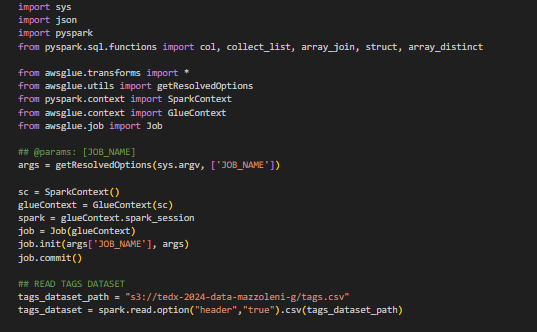 import sys
import json
import pyspark
from pyspark.sql.functions import col, collect_list, array_join, struct, array_distinct

from awsglue.transforms import *
from awsglue.utils import getResolvedOptions
from pyspark.context import SparkContext
from awsglue.context import GlueContext
from awsglue.job import Job

## @params: [JOB_NAME]
args = getResolvedOptions(sys.argv, ['JOB_NAME'])

sc = SparkContext()
glueContext = GlueContext(sc)
spark = glueContext.spark_session
job = Job(glueContext)
job.init(args['JOB_NAME'], args)
job.commit()

## READ TAGS DATASET
tags_dataset_path = "s3://tedx-2024-data-mazzoleni-g/tags.csv"
tags_dataset = spark.read.option("header","true").csv(tags_dataset_path)